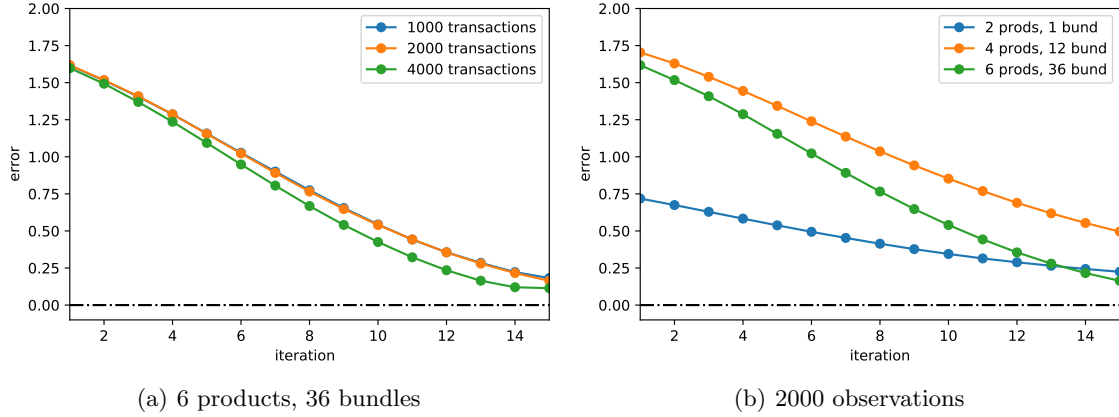 2.00
1.75
1.50
1.25
1.00
0.75
0.50
0.25
0.00
error
2 4 6 8 10 12 14
iteration
1000 transactions
2000 transactions
4000 transactions
(a) 6 products, 36 bundles
2.00
1.75
1.50
1.25
1.00
0.75
0.50
0.25
0.00
error
2 4 6 8 10 12 14
iteration
2 prods, 1 bund
4 prods, 12 bund
6 prods, 36 bund
(b) 2000 observations